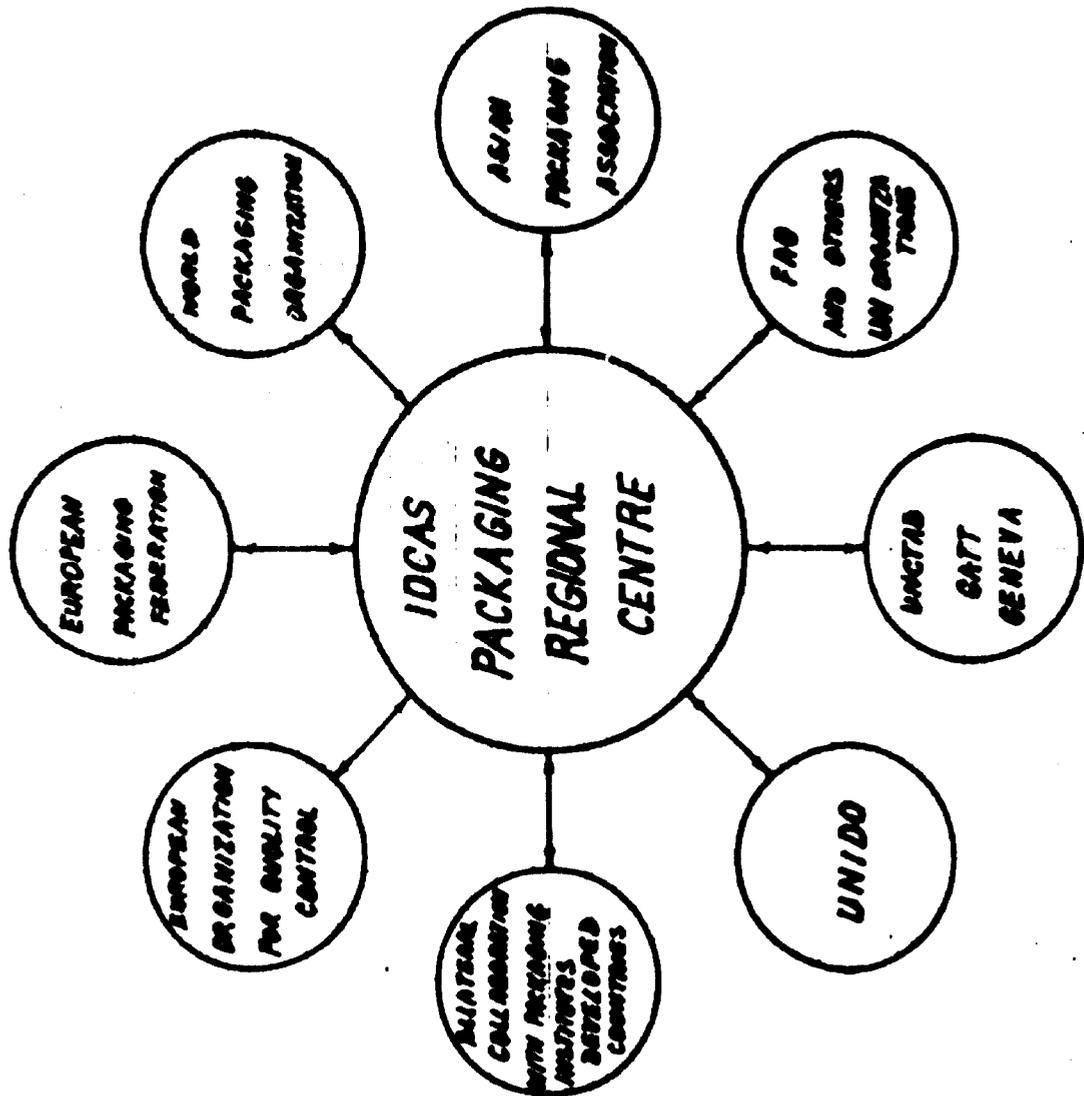 EUROPEAN
PACKAGING
FEDERATION
EUROPEAN
ORGANIZATION
FOR QUALITY
CONTROL
WORLD
PACKAGING
ORGANIZATION
BILATERAL
COLLABORATION
WITH PACKAGING
INSTITUTES
DEVELOPED
COUNTRIES
IDCAS
PACKAGING
REGIONAL
CENTRE
ASIAN
PACKAGING
ASSOCIATION
UNIDO
FAO
AND OTHERS
UN ORGANIZA
TIONS
UNCTAD
GATT
GENEVA